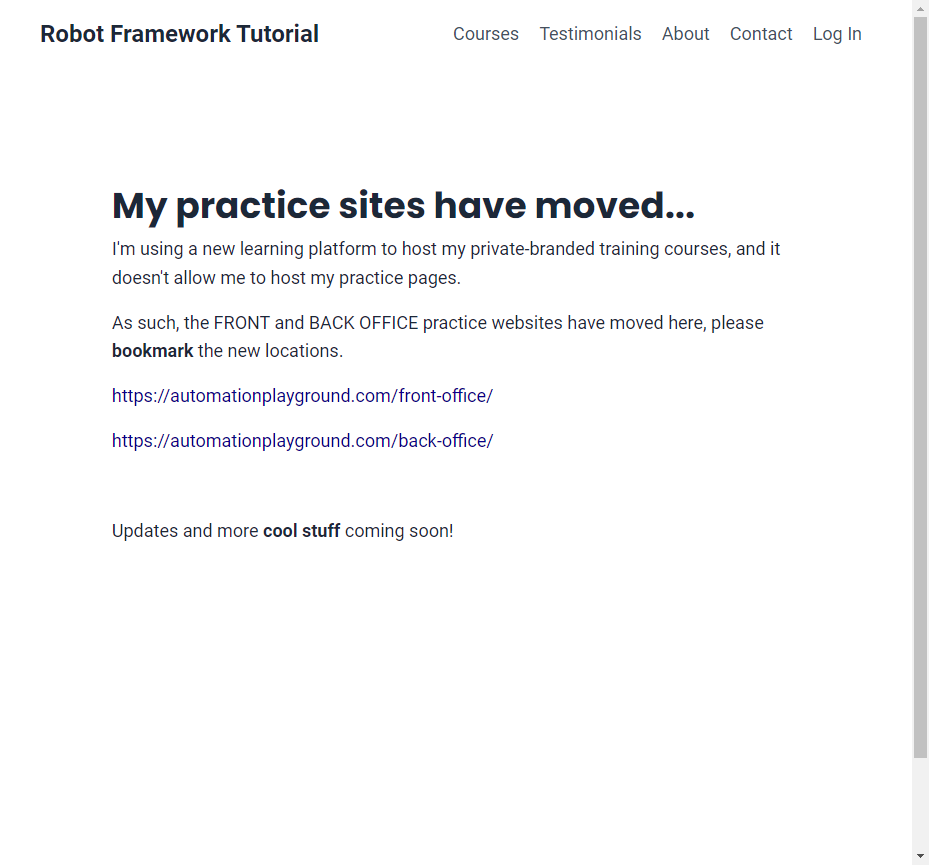 Robot Framework Tutorial
Courses Testimonials About Contact Log In
My practice sites have moved...
I'm using a new learning platform to host my private-branded training courses, and it
doesn't allow me to host my practice pages.
As such, the FRONT and BACK OFFICE practice websites have moved here, please
bookmark the new locations.
https://automationplayground.com/front-office/
https://automationplayground.com/back-office/
Updates and more cool stuff coming soon!